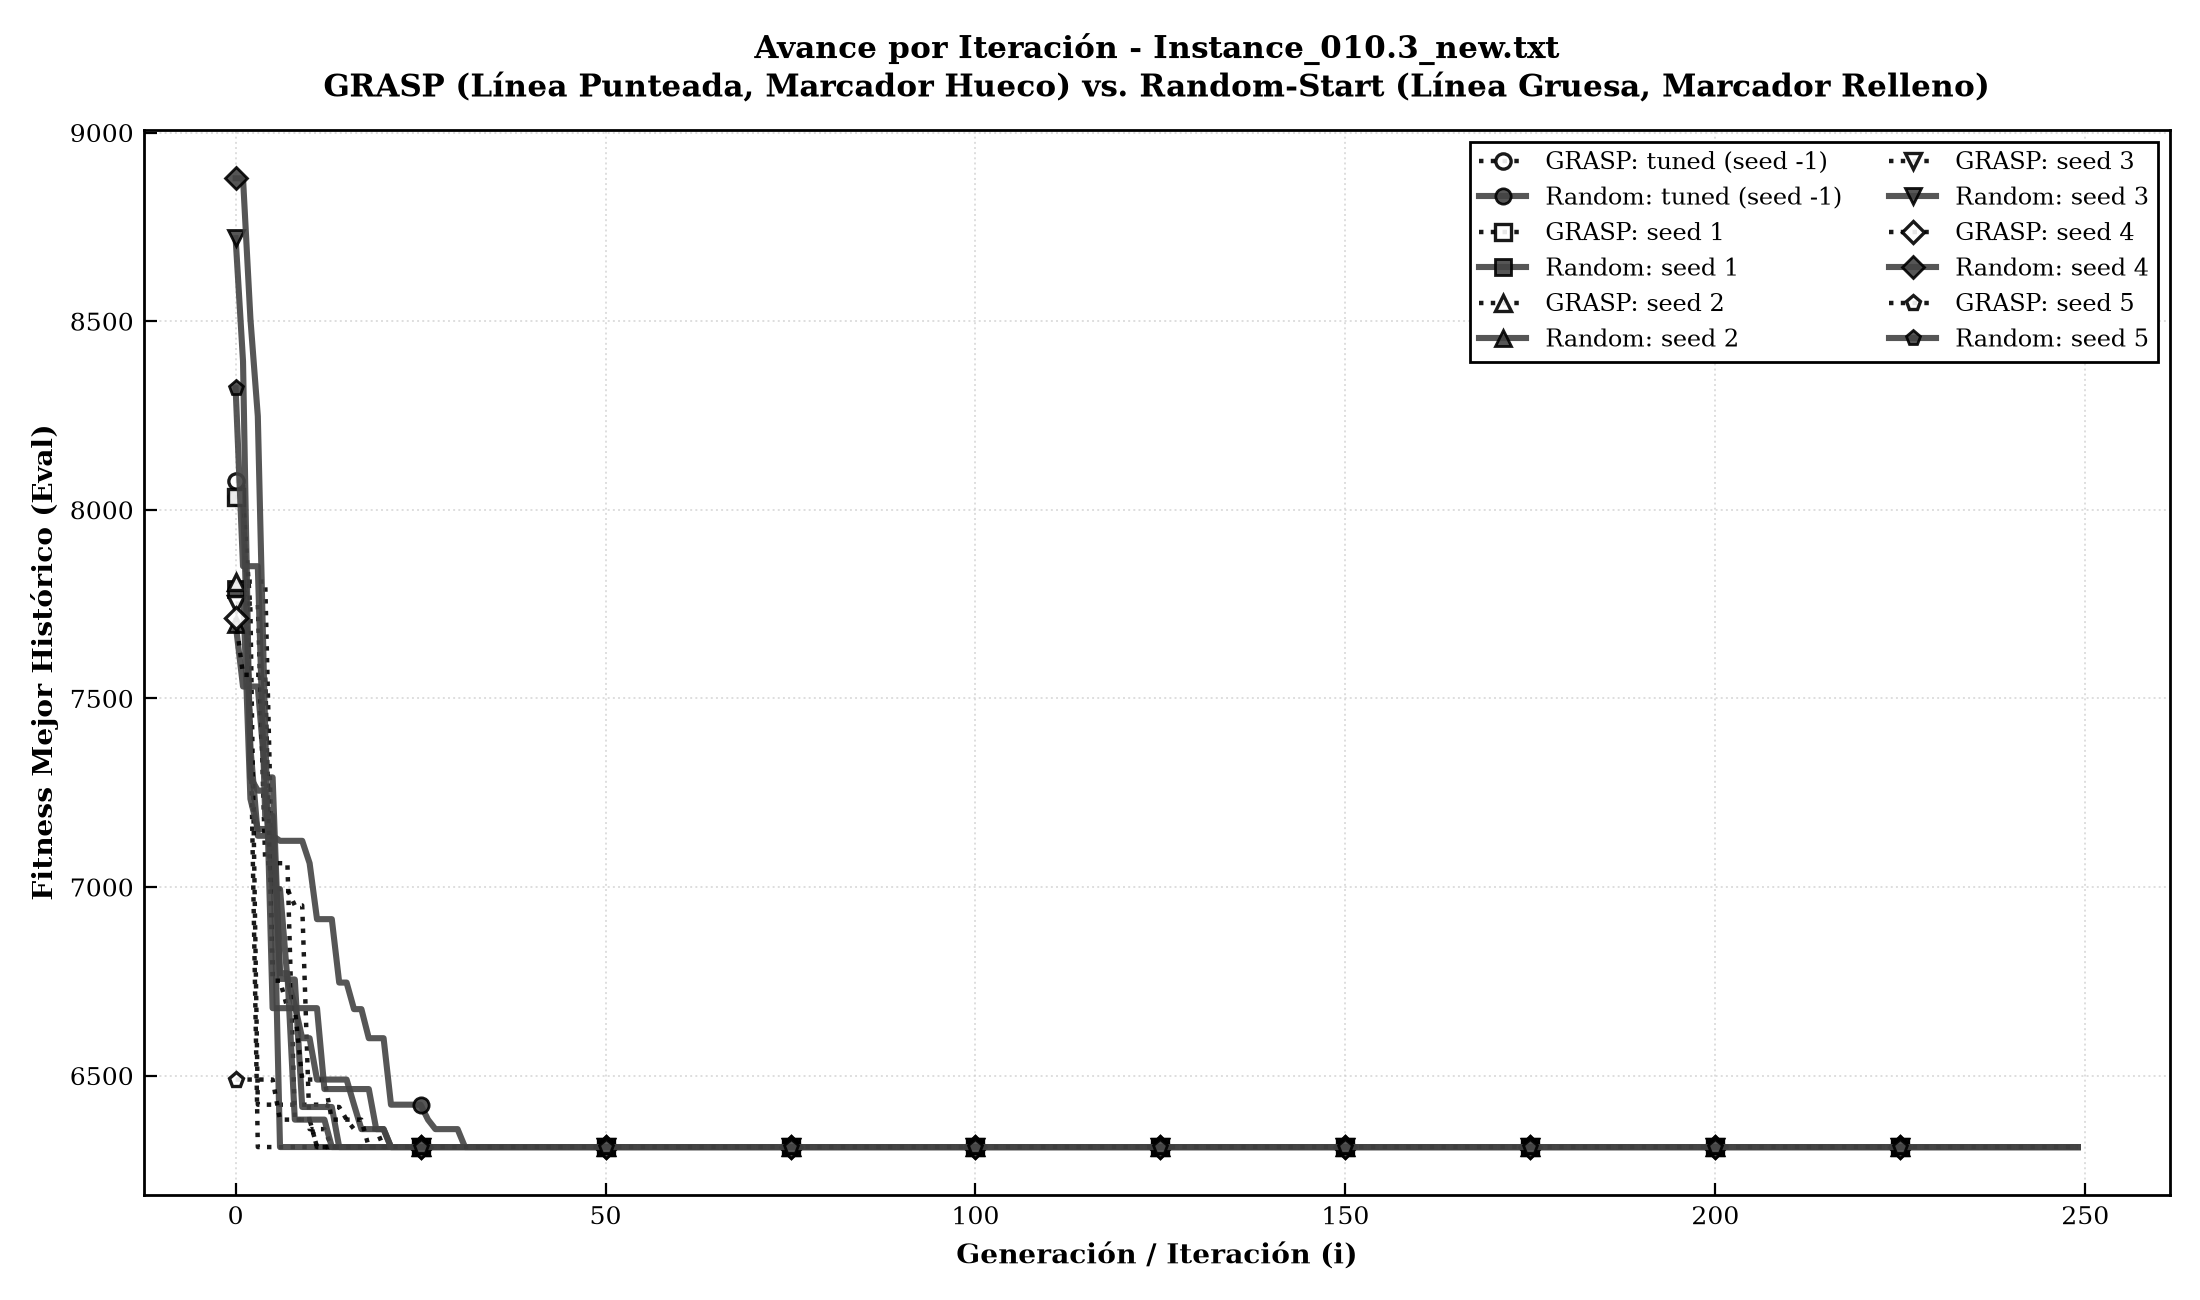 Avance por Iteración - Instance_010.3_new.txt
GRASP (Línea Punteada, Marcador Hueco) vs. Random-Start (Línea Gruesa, Marcador Relleno)
GRASP: tuned (seed -1)
Random: tuned (seed -1)
GRASP: seed 1
Random: seed 1
GRASP: seed 2
Random: seed 2
GRASP: seed 3
Random: seed 3
GRASP: seed 4
Random: seed 4
GRASP: seed 5
Random: seed 5
Fitness Mejor Histórico (Eval)
9000
8500
8000
7500
7000
6500
0 50 100 150 200 250
Generación / Iteración (i)